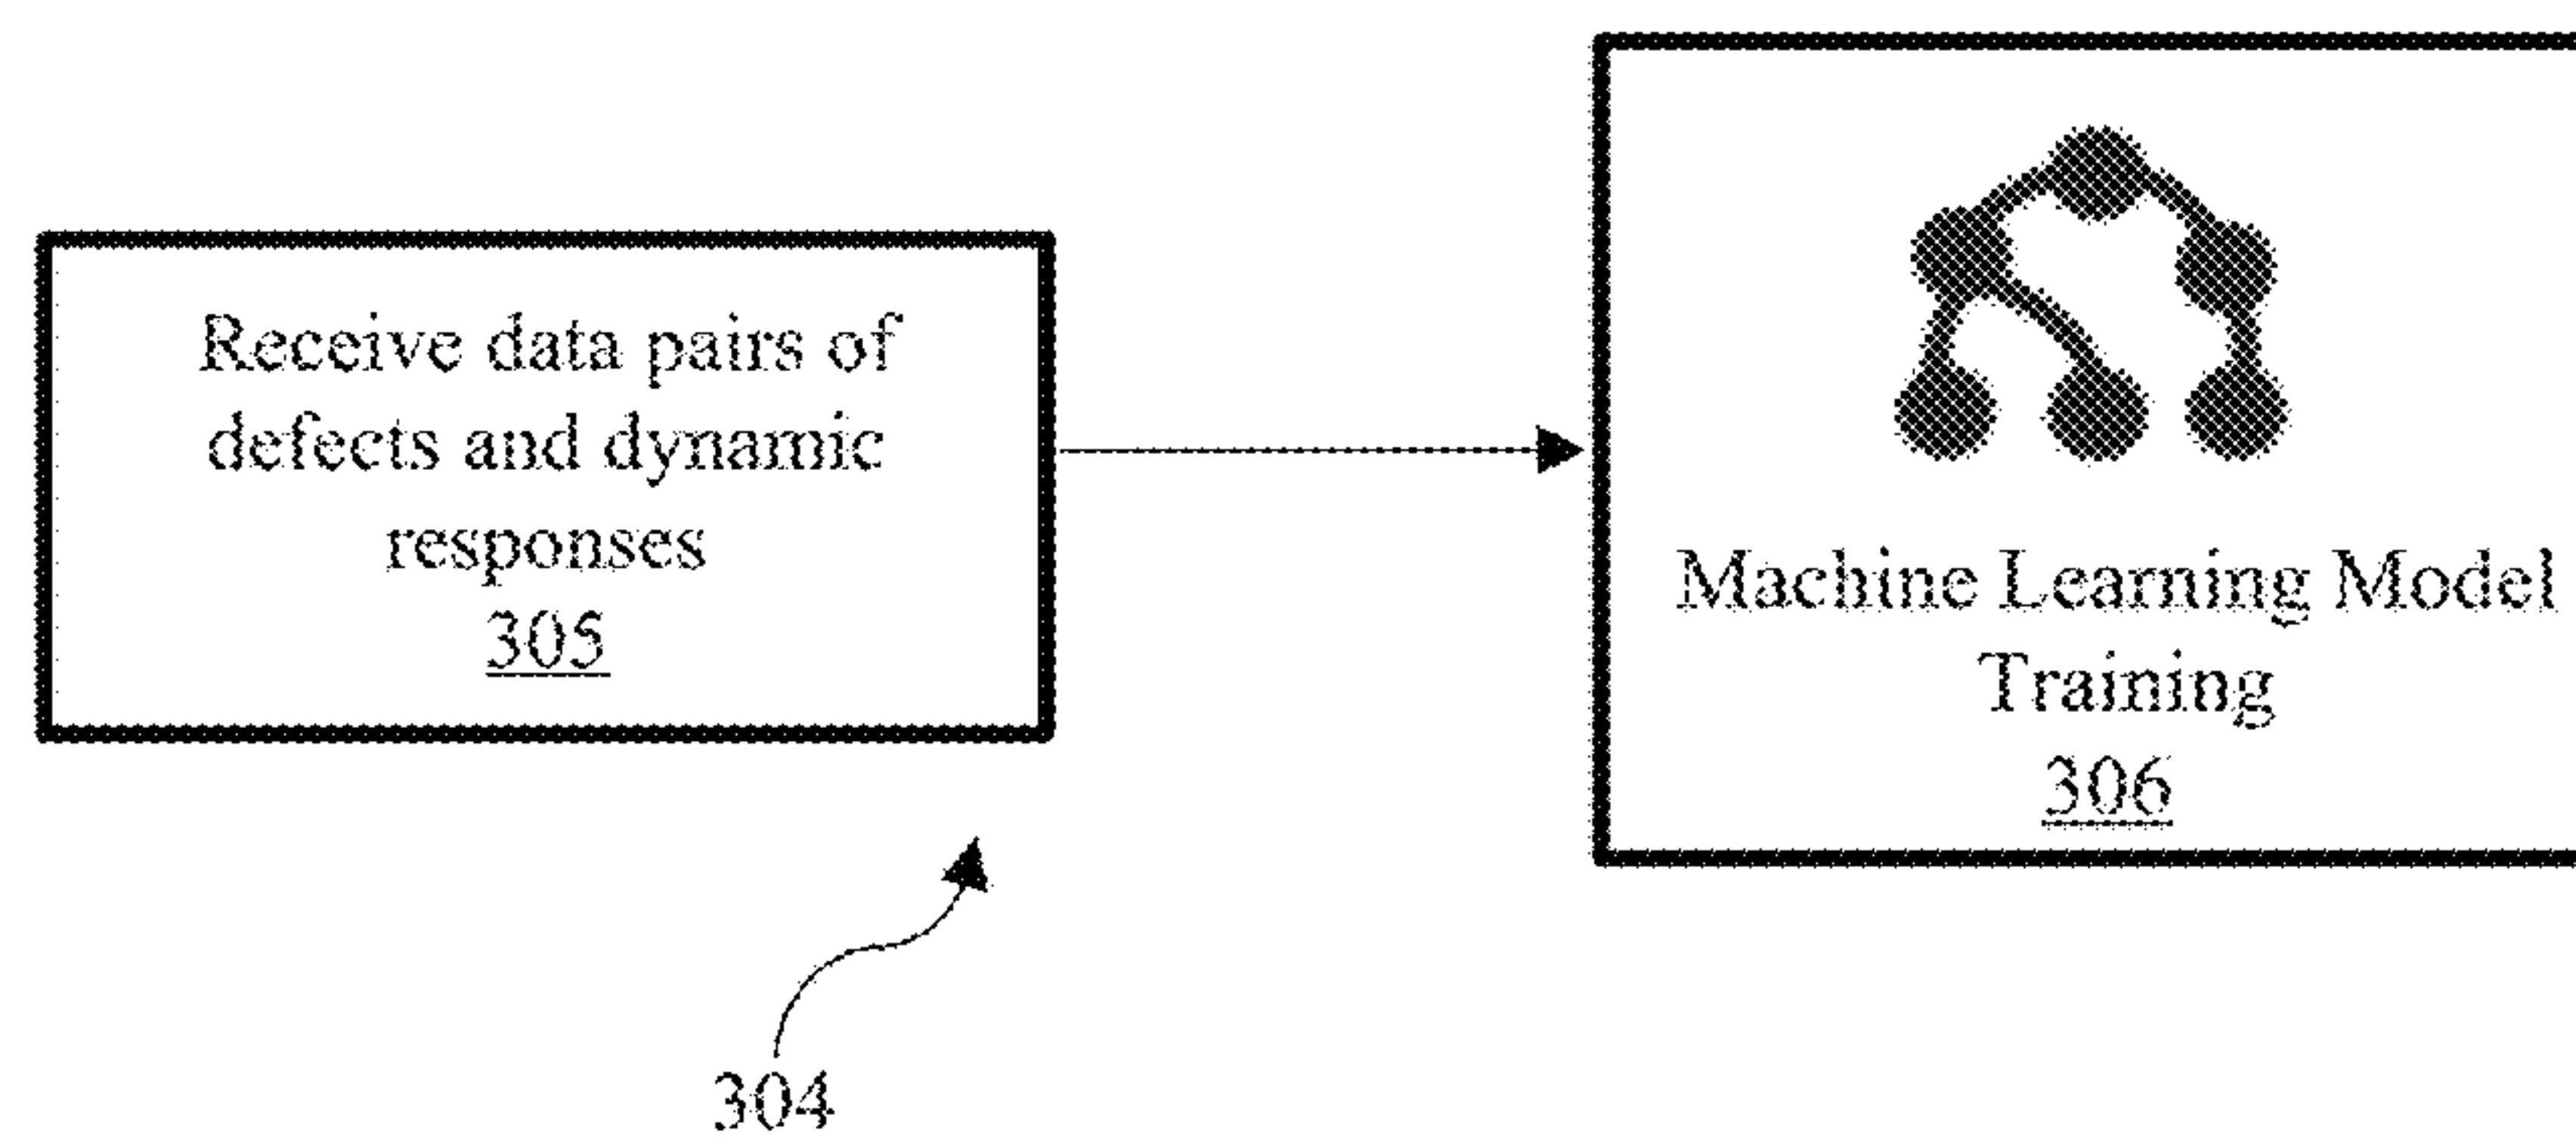 Receive data pairs of
defects and dynamic
responses
305
Machine Learning Model
Training
306
304